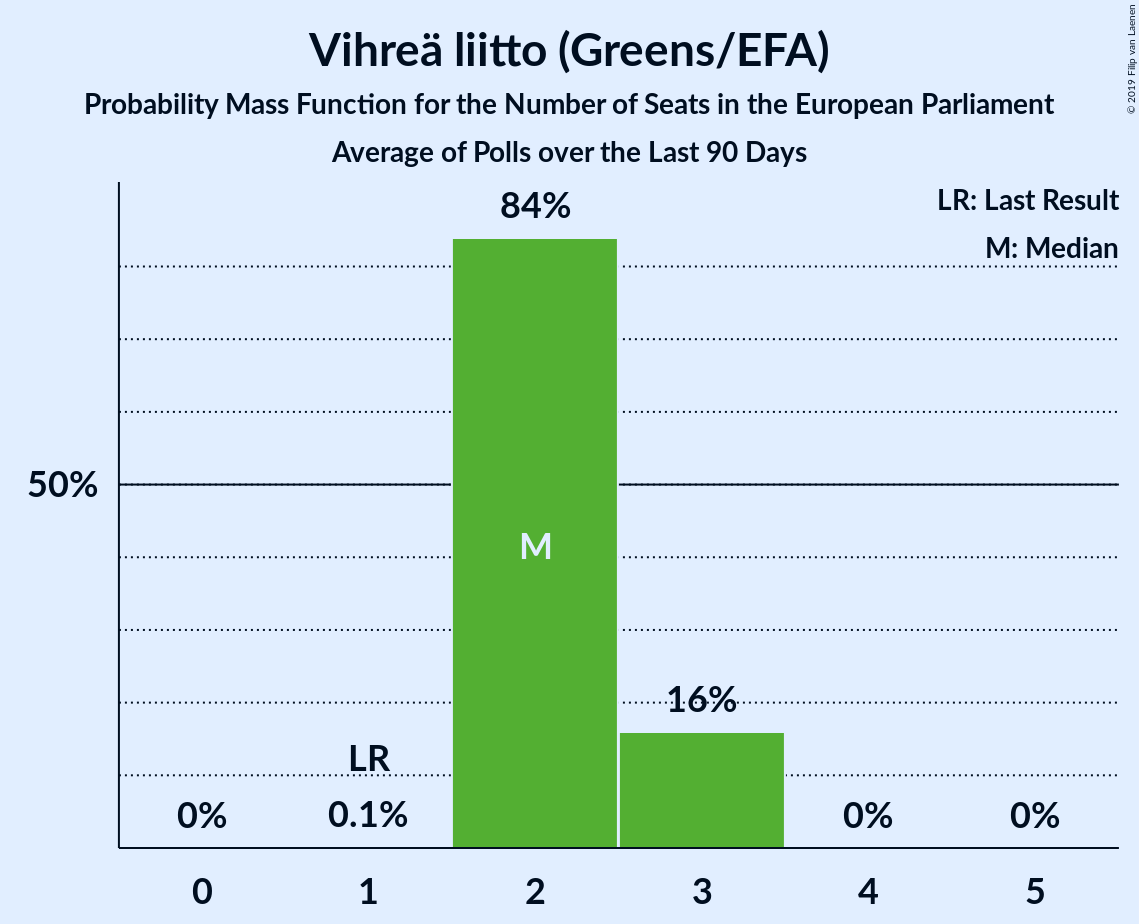 Vihreä liitto (Greens/EFA)
Probability Mass Function for the Number of Seats in the European Parliament
Average of Polls over the Last 90 Days
© 2019 Filip van Laenen
LR: Last Result
M: Median
84%
50%
M
16%
LR
0% 0.1% 0% 0%
0 1 2 3 4 5